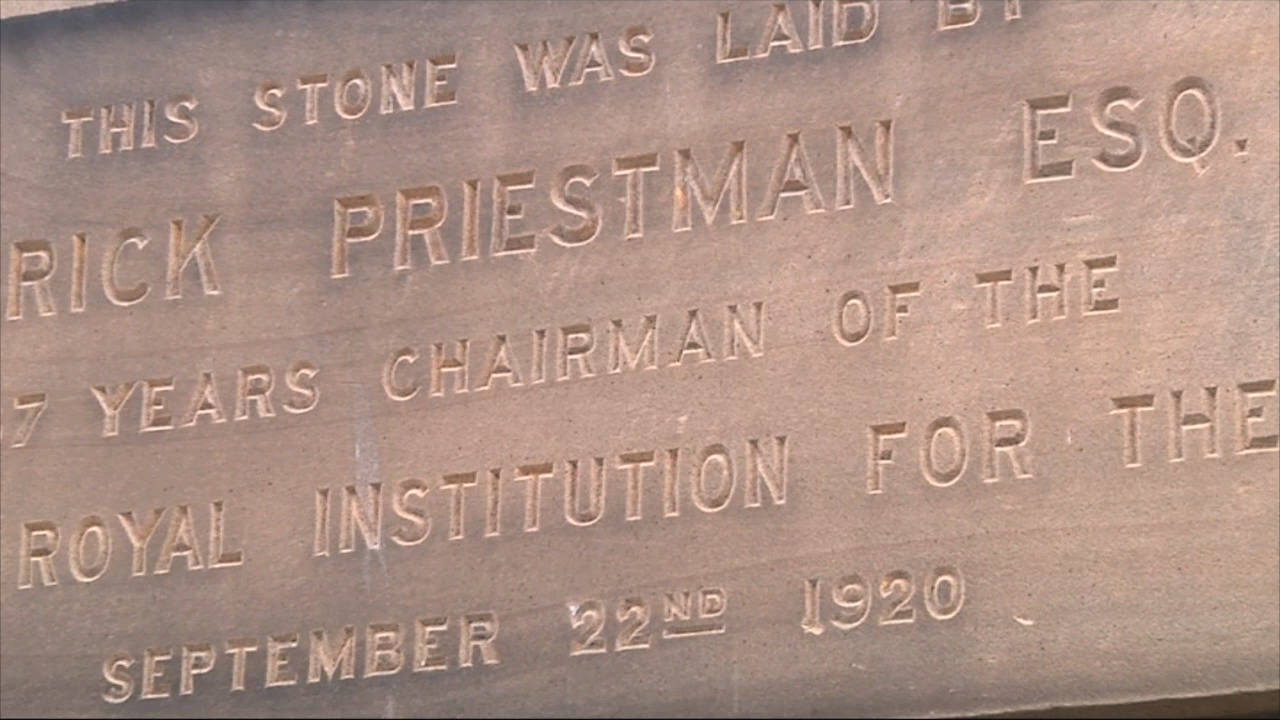 THIS STONE WAS LAID BY
RICK PRIESTMAN ESQ.
7 YEARS CHAIRMAN OF THE
ROYAL INSTITUTION FOR THE
SEPTEMBER 22ND 1920